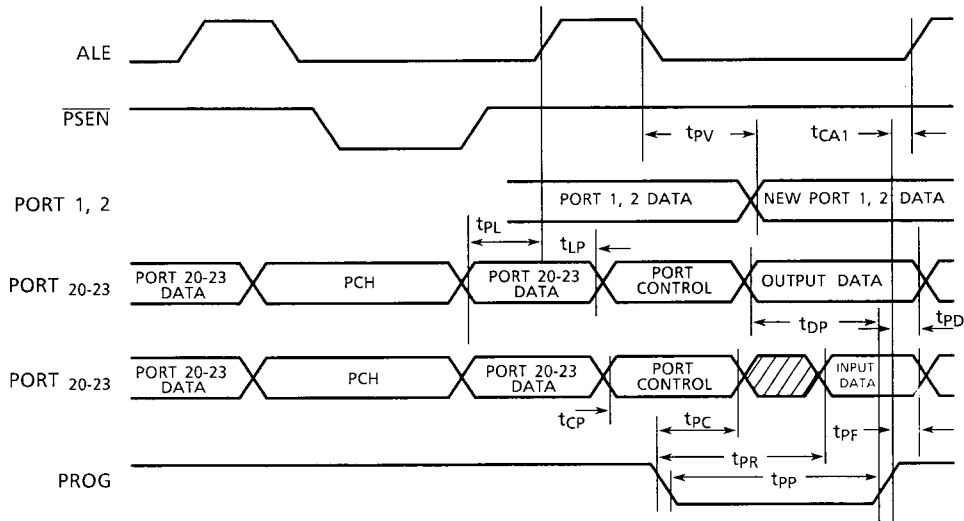 ALE
PSEN
tPV
tCA1
PORT 1, 2
PORT 1, 2 DATA
NEW PORT 1, 2 DATA
tPL
tLP
PORT 20-23
PORT 20-23
DATA
PCH
PORT 20-23
DATA
PORT
CONTROL
OUTPUT DATA
tDP
tPD
PORT 20-23
PORT 20-23
DATA
PCH
PORT 20-23
DATA
PORT
CONTROL
INPUT
DATA
tCP
tPC
tPF
tPR
PROG
tPP